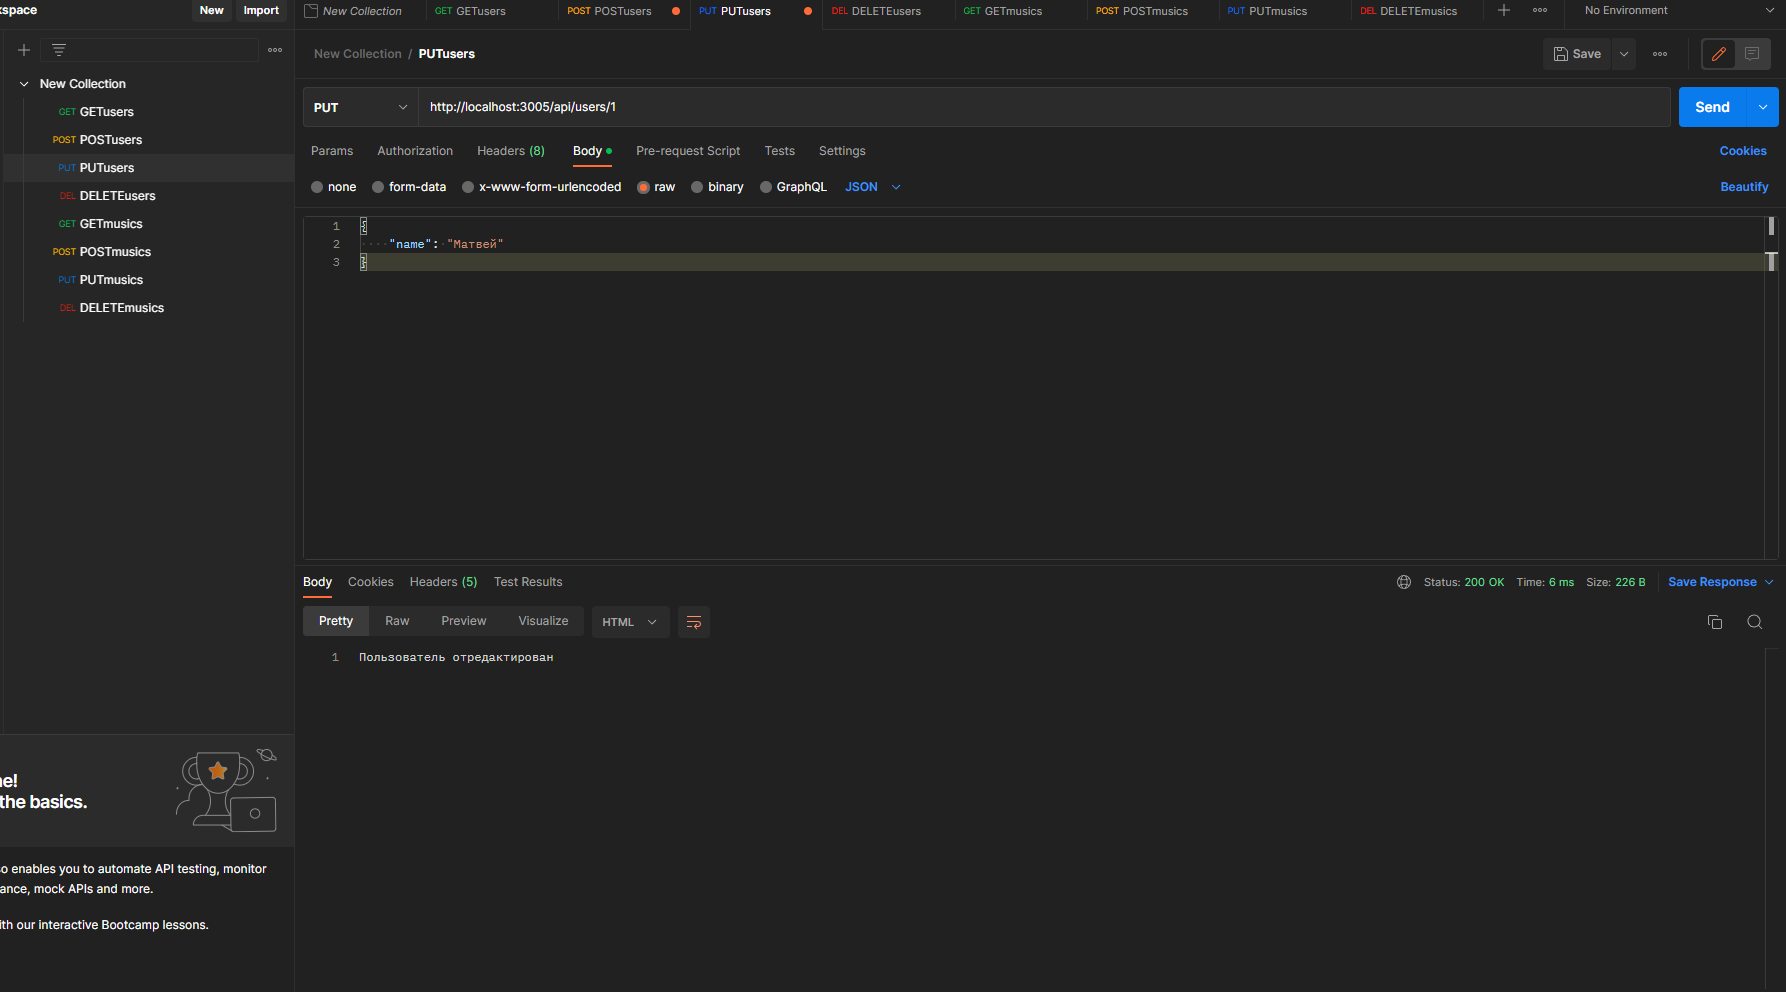 kspace
New
Import
New Collection
GET GETusers
POST POSTusers
PUT PUTusers
DEL DELETEusers
GET GETmusics
POST POSTmusics
PUT PUTmusics
DEL DELETEmusics
No Environment
New Collection
GET GETusers
POST POSTusers
PUT PUTusers
DEL DELETEusers
GET GETmusics
POST POSTmusics
PUT PUTmusics
DEL DELETEmusics
New Collection / PUTusers
Save
PUT
http://localhost:3005/api/users/1
Send
Params
Authorization
Headers (8)
Body
Pre-request Script
Tests
Settings
Cookies
none
form-data
x-www-form-urlencoded
raw
binary
GraphQL
JSON
Beautify
1 {
2 "name": "Матвей"
3 }
Body
Cookies
Headers (5)
Test Results
Status: 200 OK
Time: 6 ms
Size: 226 B
Save Response
Pretty
Raw
Preview
Visualize
HTML
1 Пользователь отредактирован
ne!
the basics.
so enables you to automate API testing, monitor
ance, mock APIs and more.
ith our interactive Bootcamp lessons.